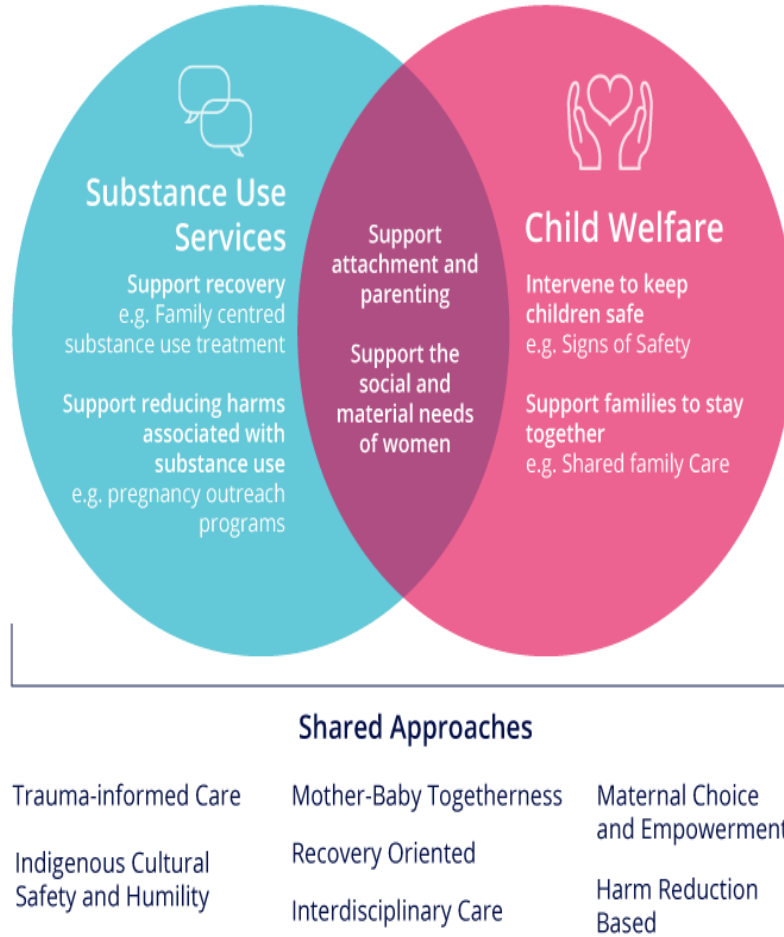 Substance Use
Services
Support recovery
e.g. Family centred
substance use treatment
Support reducing harms
associated with
substance use
e.g. pregnancy outreach
programs
Support
attachment and
parenting
Support the
social and
material needs
of women
Child Welfare
Intervene to keep
children safe
e.g. Signs of Safety
Support families to stay
together
e.g. Shared family Care
Shared Approaches
Trauma-informed Care
Indigenous Cultural
Safety and Humility
Mother-Baby Togetherness
Recovery Oriented
Interdisciplinary Care
Maternal Choice
and Empowerment
Harm Reduction
Based